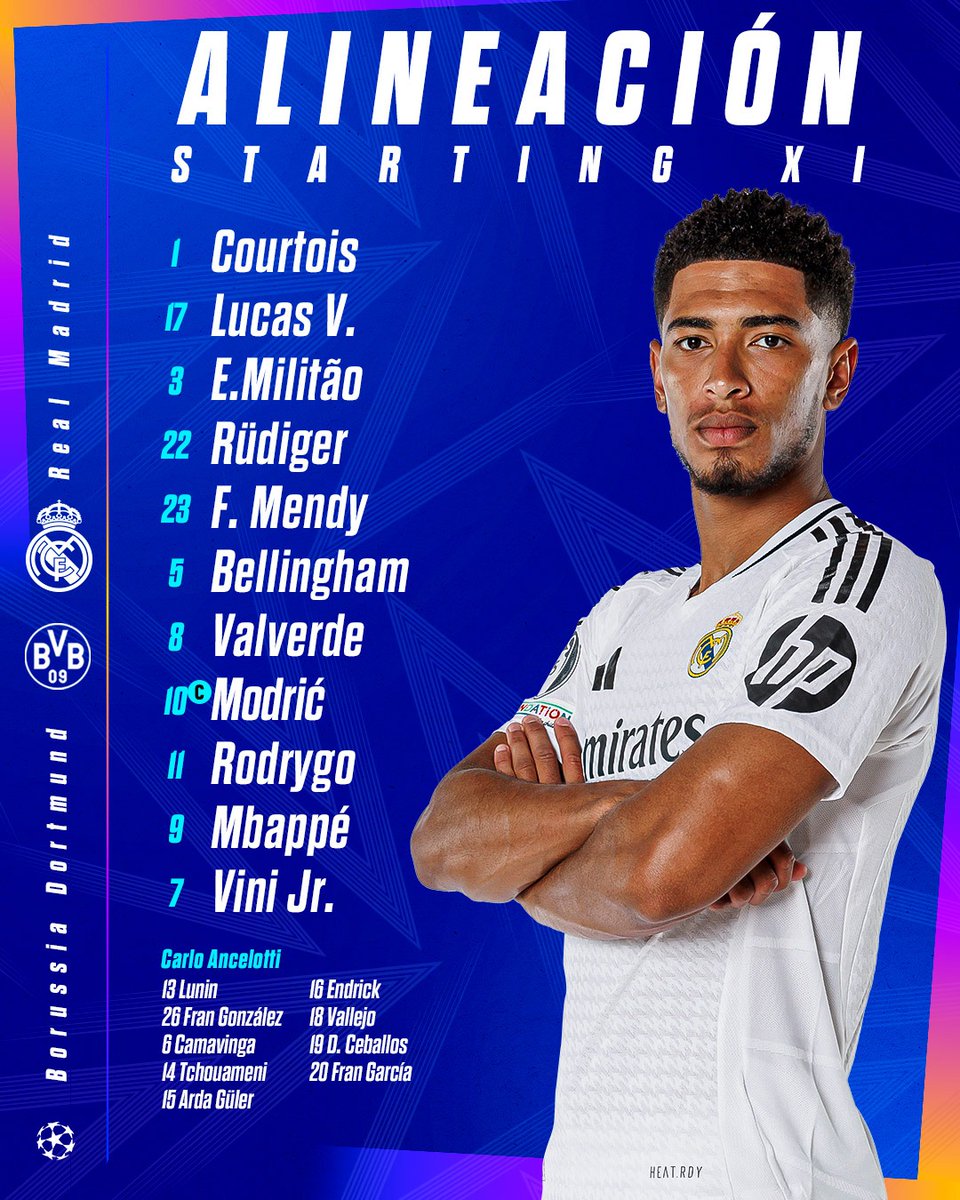 ALINEACIÓN
STARTING XI
1 Courtois
17 Lucas V.
3 E.Militão
22 Rüdiger
23 F. Mendy
5 Bellingham
8 Valverde
10 C Modrić
11 Rodrygo
9 Mbappé
7 Vini Jr.
Carlo Ancelotti
13 Lunin
26 Fran González
6 Camavinga
14 Tchouameni
15 Arda Güler
16 Endrick
18 Vallejo
19 D. Ceballos
20 Fran García
Real Madrid
BVB
09
Borussia Dortmund
hp
mirates
HEAT.RDY